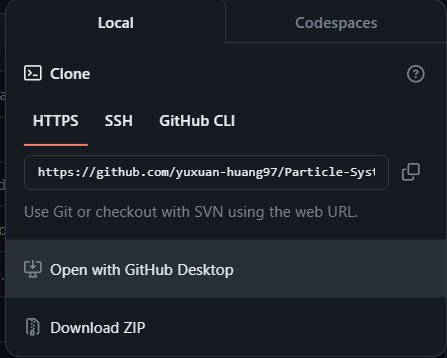 Local Codespaces
Clone
HTTPS SSH GitHub CLI
https://github.com/yuxuan-huang97/Particle-Syst
Use Git or checkout with SVN using the web URL.
Open with GitHub Desktop
Download ZIP